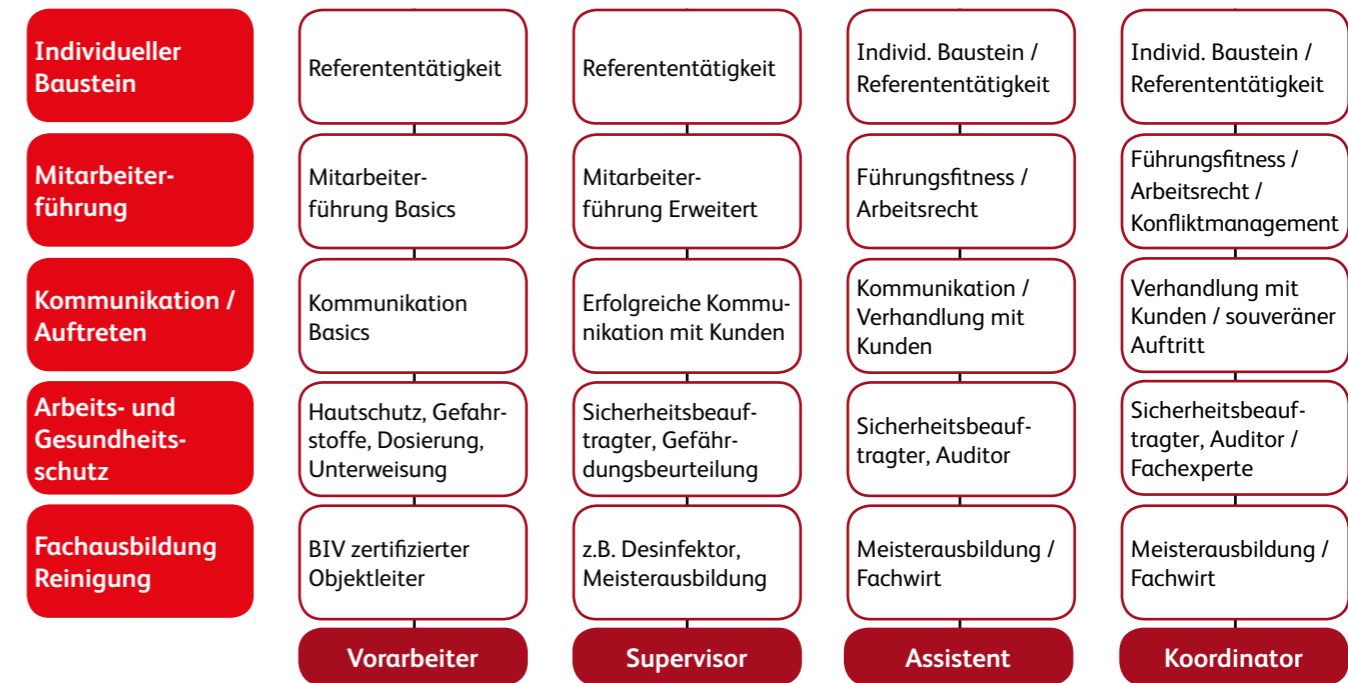 Individueller
Baustein
Referententätigkeit
Referententätigkeit
Individ. Baustein /
Referententätigkeit
Individ. Baustein /
Referententätigkeit
Mitarbeiter-
führung
Mitarbeiter-
führung Basics
Mitarbeiter-
führung Erweitert
Führungsfitness /
Arbeitsrecht
Führungsfitness /
Arbeitsrecht /
Konfliktmanagement
Kommunikation /
Auftreten
Kommunikation
Basics
Erfolgreiche Kommu-
nikation mit Kunden
Kommunikation /
Verhandlung mit
Kunden
Verhandlung mit
Kunden / souveräner
Auftritt
Arbeits- und
Gesundheits-
schutz
Hautschutz, Gefahr-
stoffe, Dosierung,
Unterweisung
Sicherheitsbeauf-
tragter, Gefähr-
dungsbeurteilung
Sicherheitsbeauf-
tragter, Auditor
Sicherheitsbeauf-
tragter, Auditor /
Fachexperte
Fachausbildung
Reinigung
BIV zertifizierter
Objektleiter
z.B. Desinfektor,
Meisterausbildung
Meisterausbildung /
Fachwirt
Meisterausbildung /
Fachwirt
Vorarbeiter
Supervisor
Assistent
Koordinator